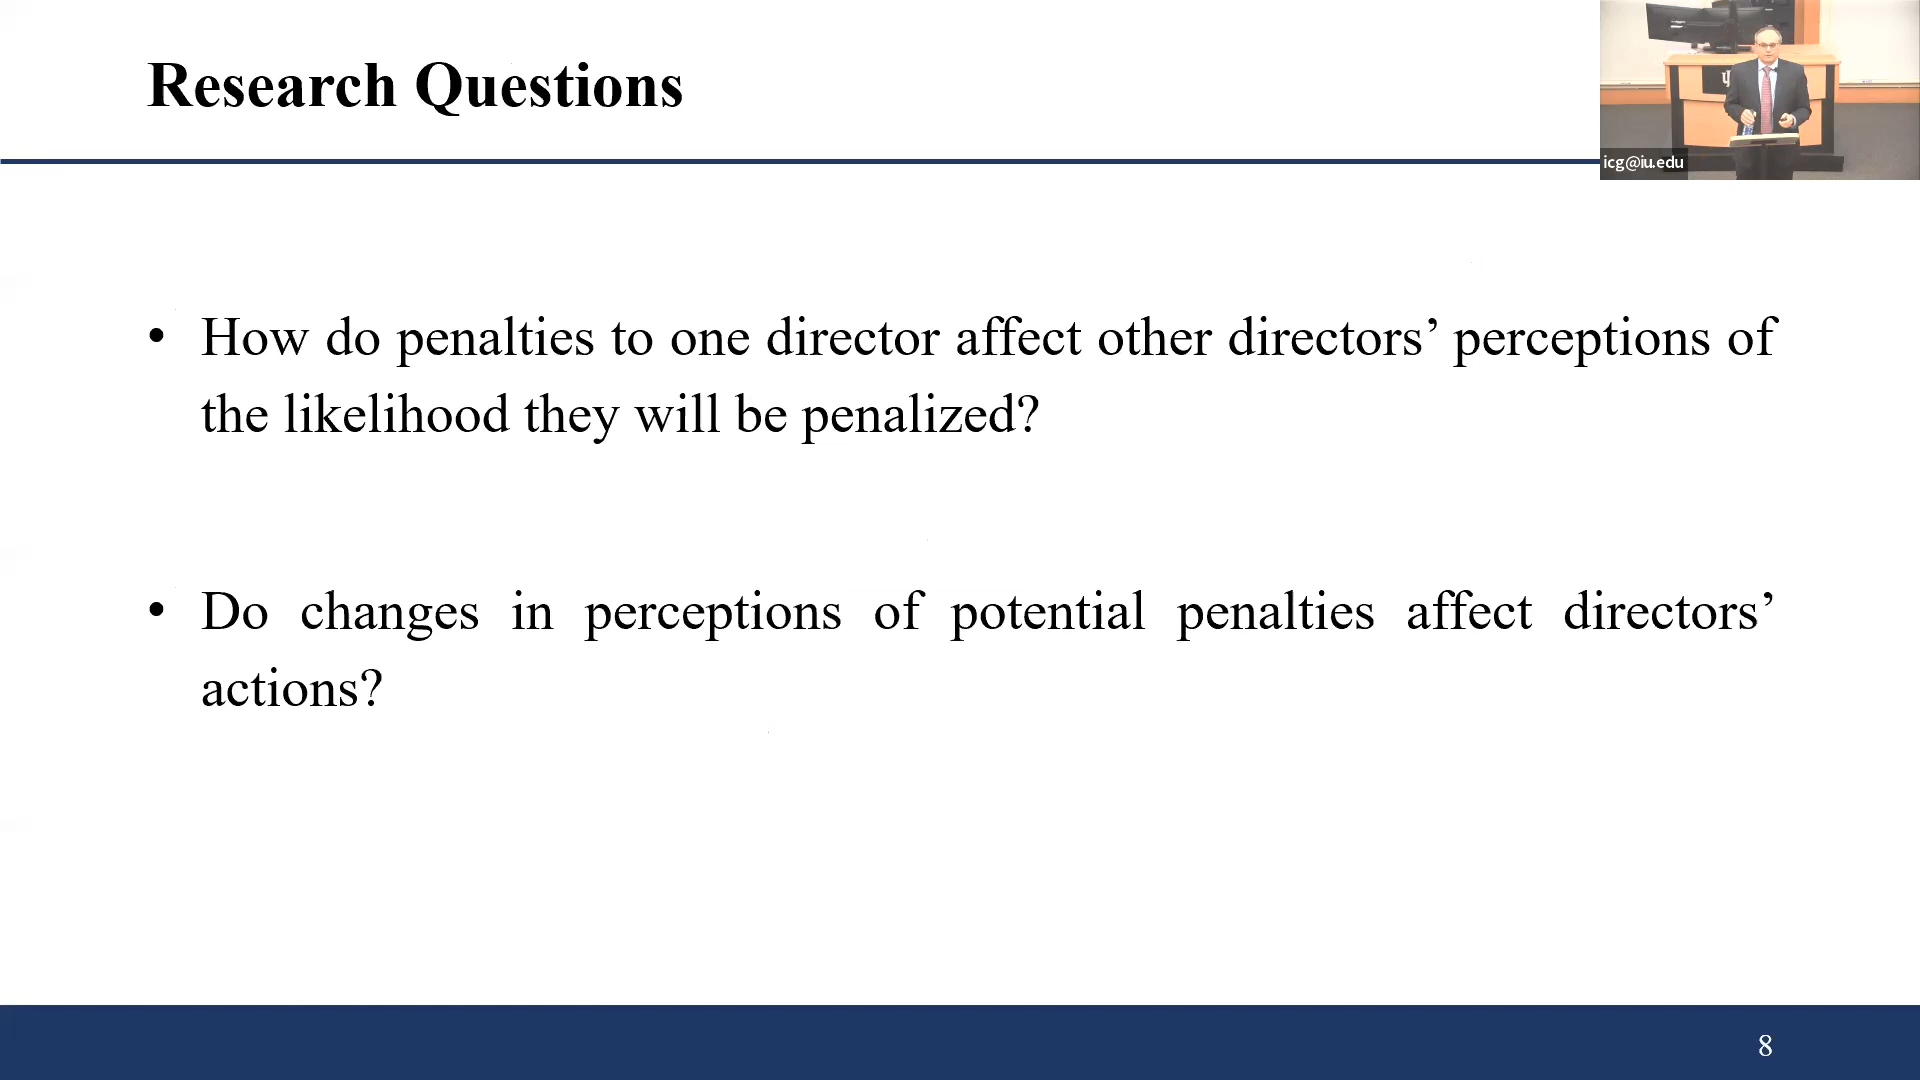 Research Questions
icg@iu.edu
• How do penalties to one director affect other directors’ perceptions of
the likelihood they will be penalized?
• Do changes in perceptions of potential penalties affect directors’
actions?
8